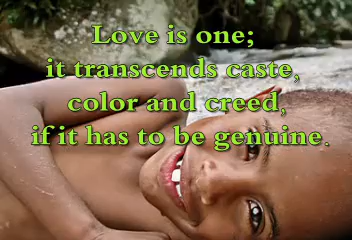 Love is one;
it transcends caste,
color and creed,
if it has to be genuine.